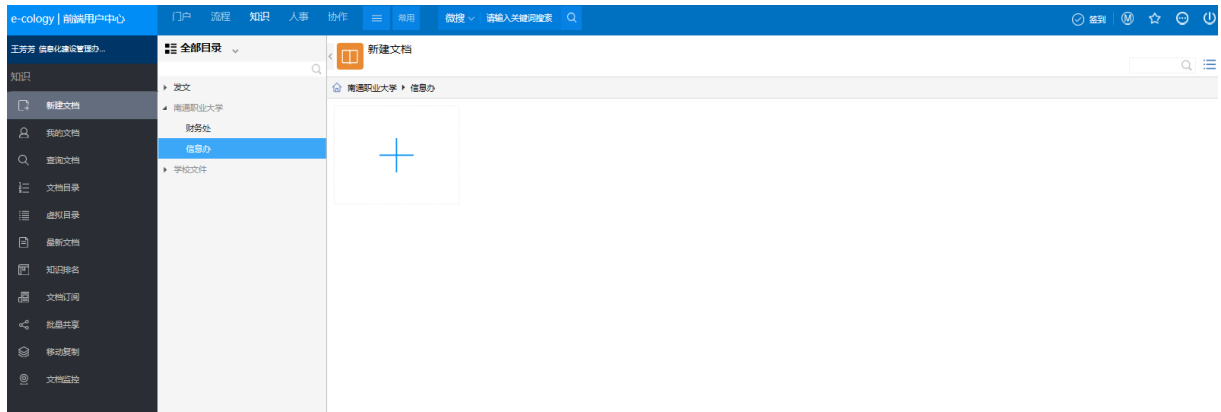 e-cology | 前端用户中心 门户 流程 知识 人事 协作 常用 微搜 请输入关键词搜索 签到 M
王芳芳 信息化建设管理办...
知识
新建文档
我的文档
查询文档
文档目录
虚拟目录
最新文档
知识排名
文档订阅
批量共享
移动复制
文档监控
全部目录
发文
南通职业大学
财务处
信息办
学校文件
新建文档
南通职业大学 信息办